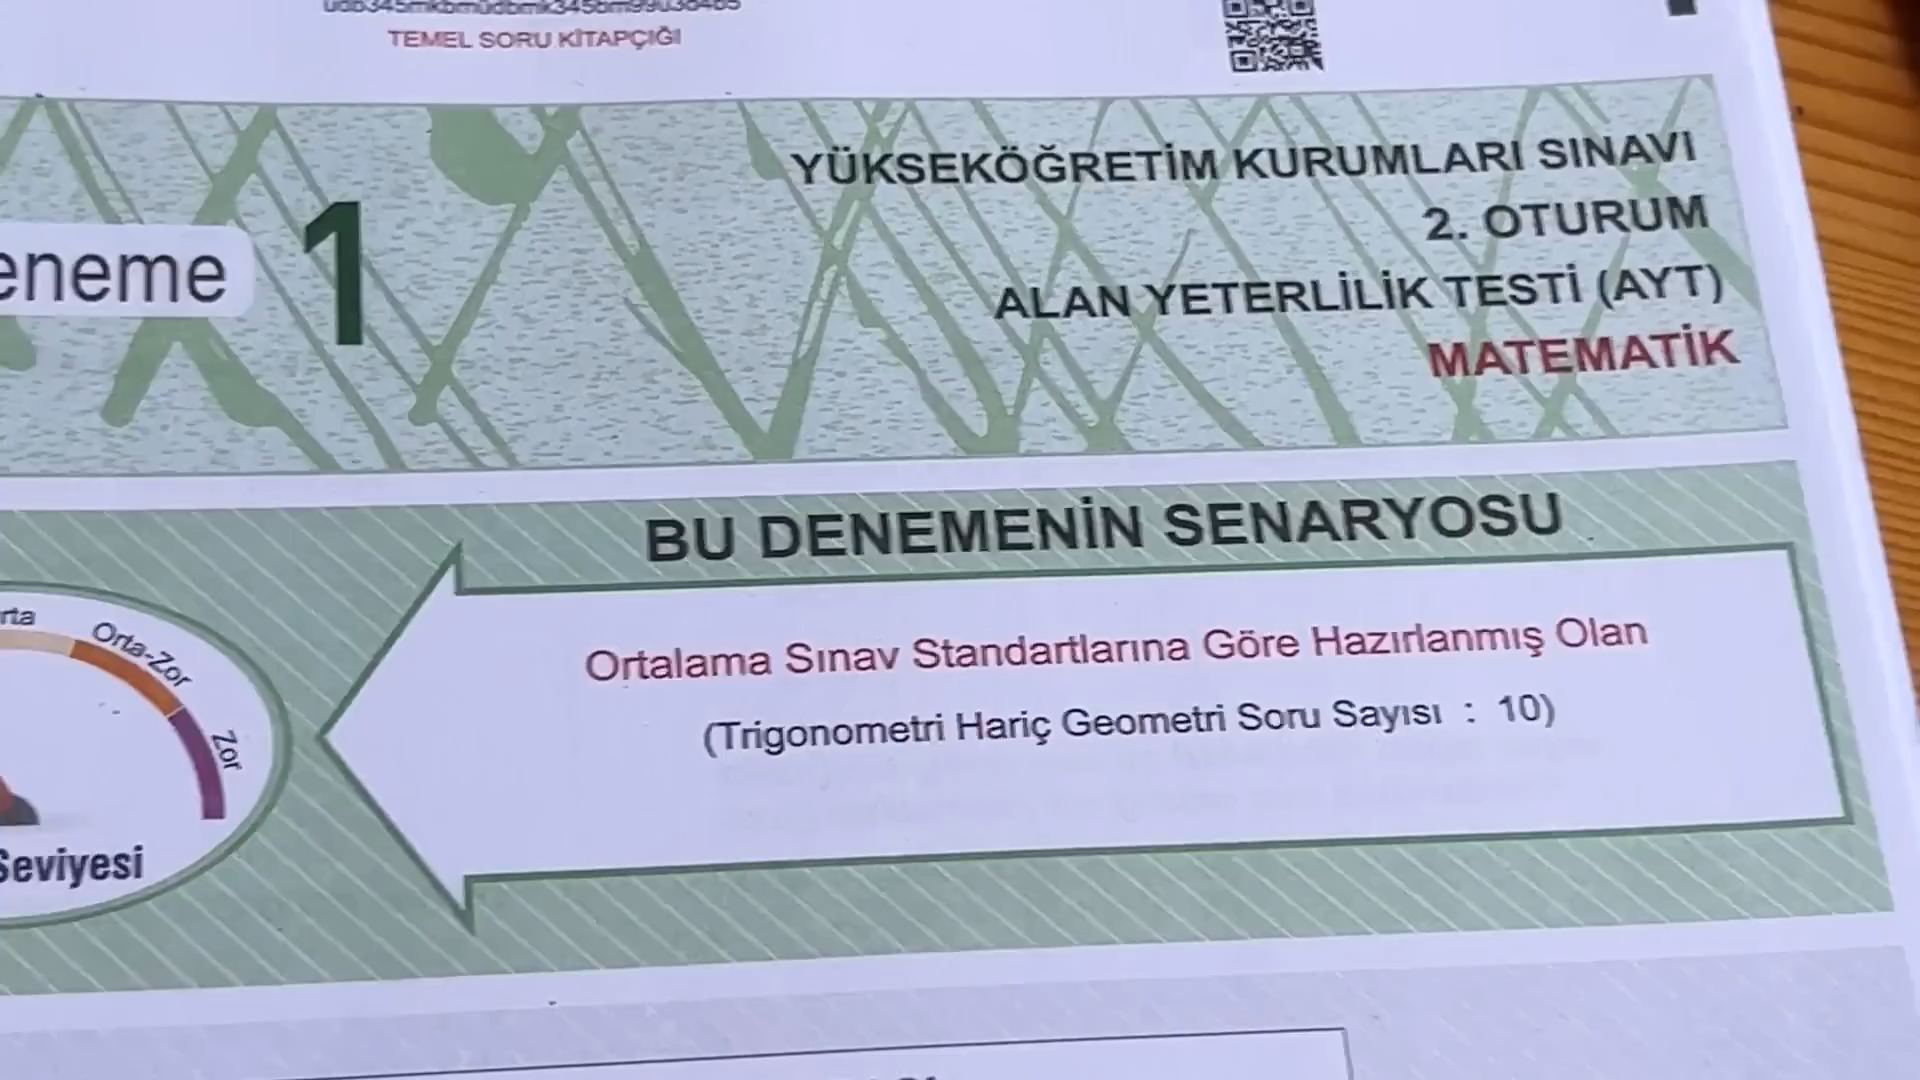 TEMEL SORU KİTAPÇIĞI
YÜKSEKÖĞRETİM KURUMLARI SINAVI
2. OTURUM
ALAN YETERLİLİK TESTİ (AYT)
MATEMATİK
eneme 1
BU DENEMENİN SENARYOSU
Ortalama Sınav Standartlarına Göre Hazırlanmış Olan
(Trigonometri Hariç Geometri Soru Sayısı : 10)
rta
Orta-Zor
Zor
Seviyesi